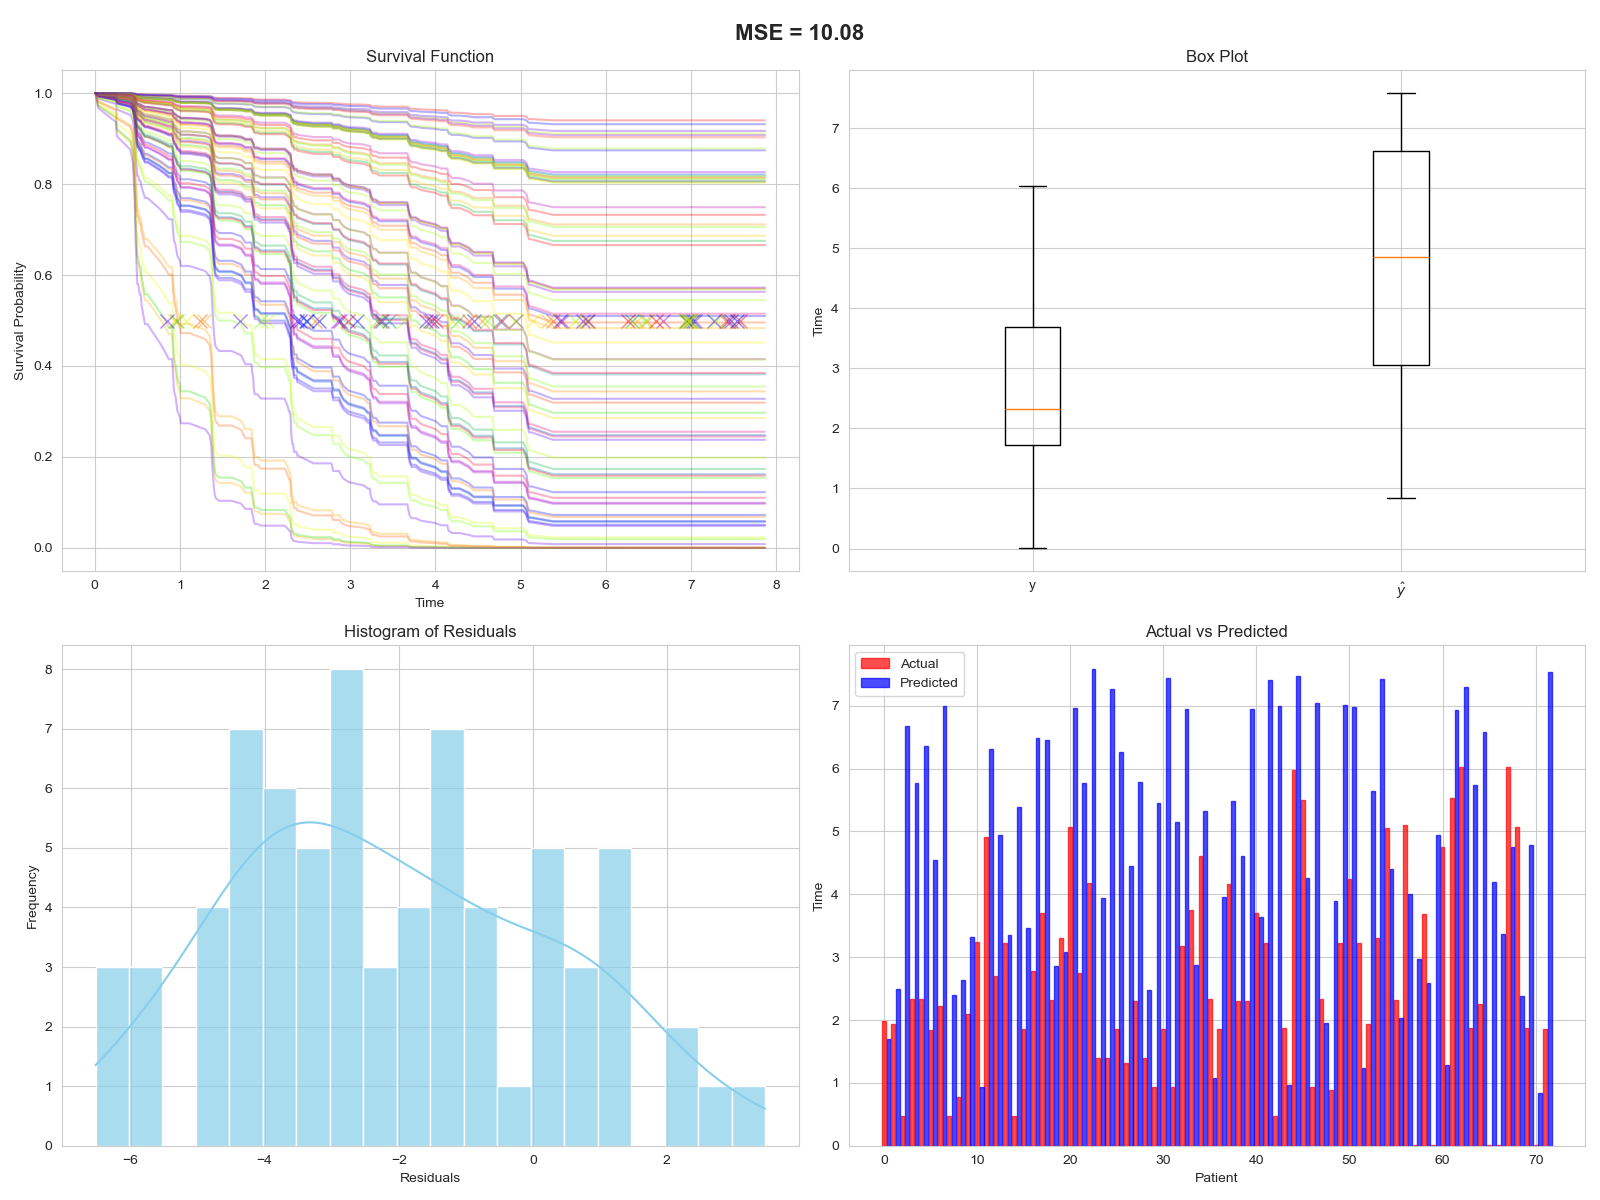 MSE = 10.08
Survival Function
1.0
0.8
0.6
0.4
0.2
0.0
Survival Probability
0 1 2 3 4 5 6 7 8
Time
Box Plot
7
6
5
4
3
2
1
0
Time
y ŷ
Histogram of Residuals
8
7
6
5
4
3
2
1
0
Frequency
−6 −4 −2 0 2
Residuals
Actual vs Predicted
Actual
Predicted
7
6
5
4
3
2
1
0
Time
0 10 20 30 40 50 60 70
Patient